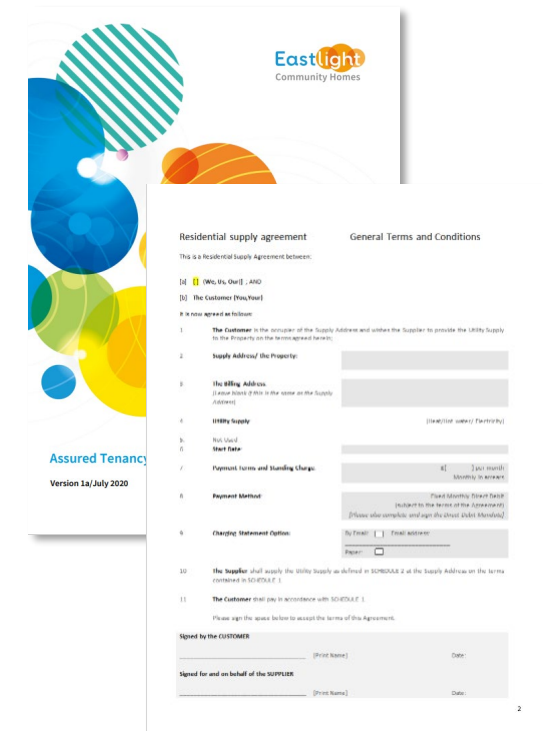 Eastlight
Community Homes
Assured Tenancy
Version 1a/July 2020
Residential supply agreement
General Terms and Conditions
This is a Residential Supply Agreement between:
[a] [ ] (We, Us, Our)] ; AND
[b] The Customer (You,Your)
It is now agreed as follows:
1 The Customer is the occupier of the Supply Address and wishes the Supplier to provide the Utility Supply
to the Property on the terms agreed herein;
2 Supply Address/ the Property:
3 The Billing Address.
(Leave blank if this is the same as the Supply
Address)
4 Utility Supply [Heat/Hot water/ Electricity]
5. Not Used
6 Start Date:
7 Payment Terms and Standing Charge: £[ ] per month
Monthly in arrears
8 Payment Method: Fixed Monthly Direct Debit
(subject to the terms of the Agreement)
[Please also complete and sign the Direct Debit Mandate]
9 Charging Statement Option: By Email: Email address:
Paper:
10 The Supplier shall supply the Utility Supply as defined in SCHEDULE 2 at the Supply Address on the terms
contained in SCHEDULE 1
11 The Customer shall pay in accordance with SCHEDULE 1
Please sign the space below to accept the terms of this Agreement.
Signed by the CUSTOMER
[Print Name] Date:
Signed for and on behalf of the SUPPLIER
[Print Name] Date:
2